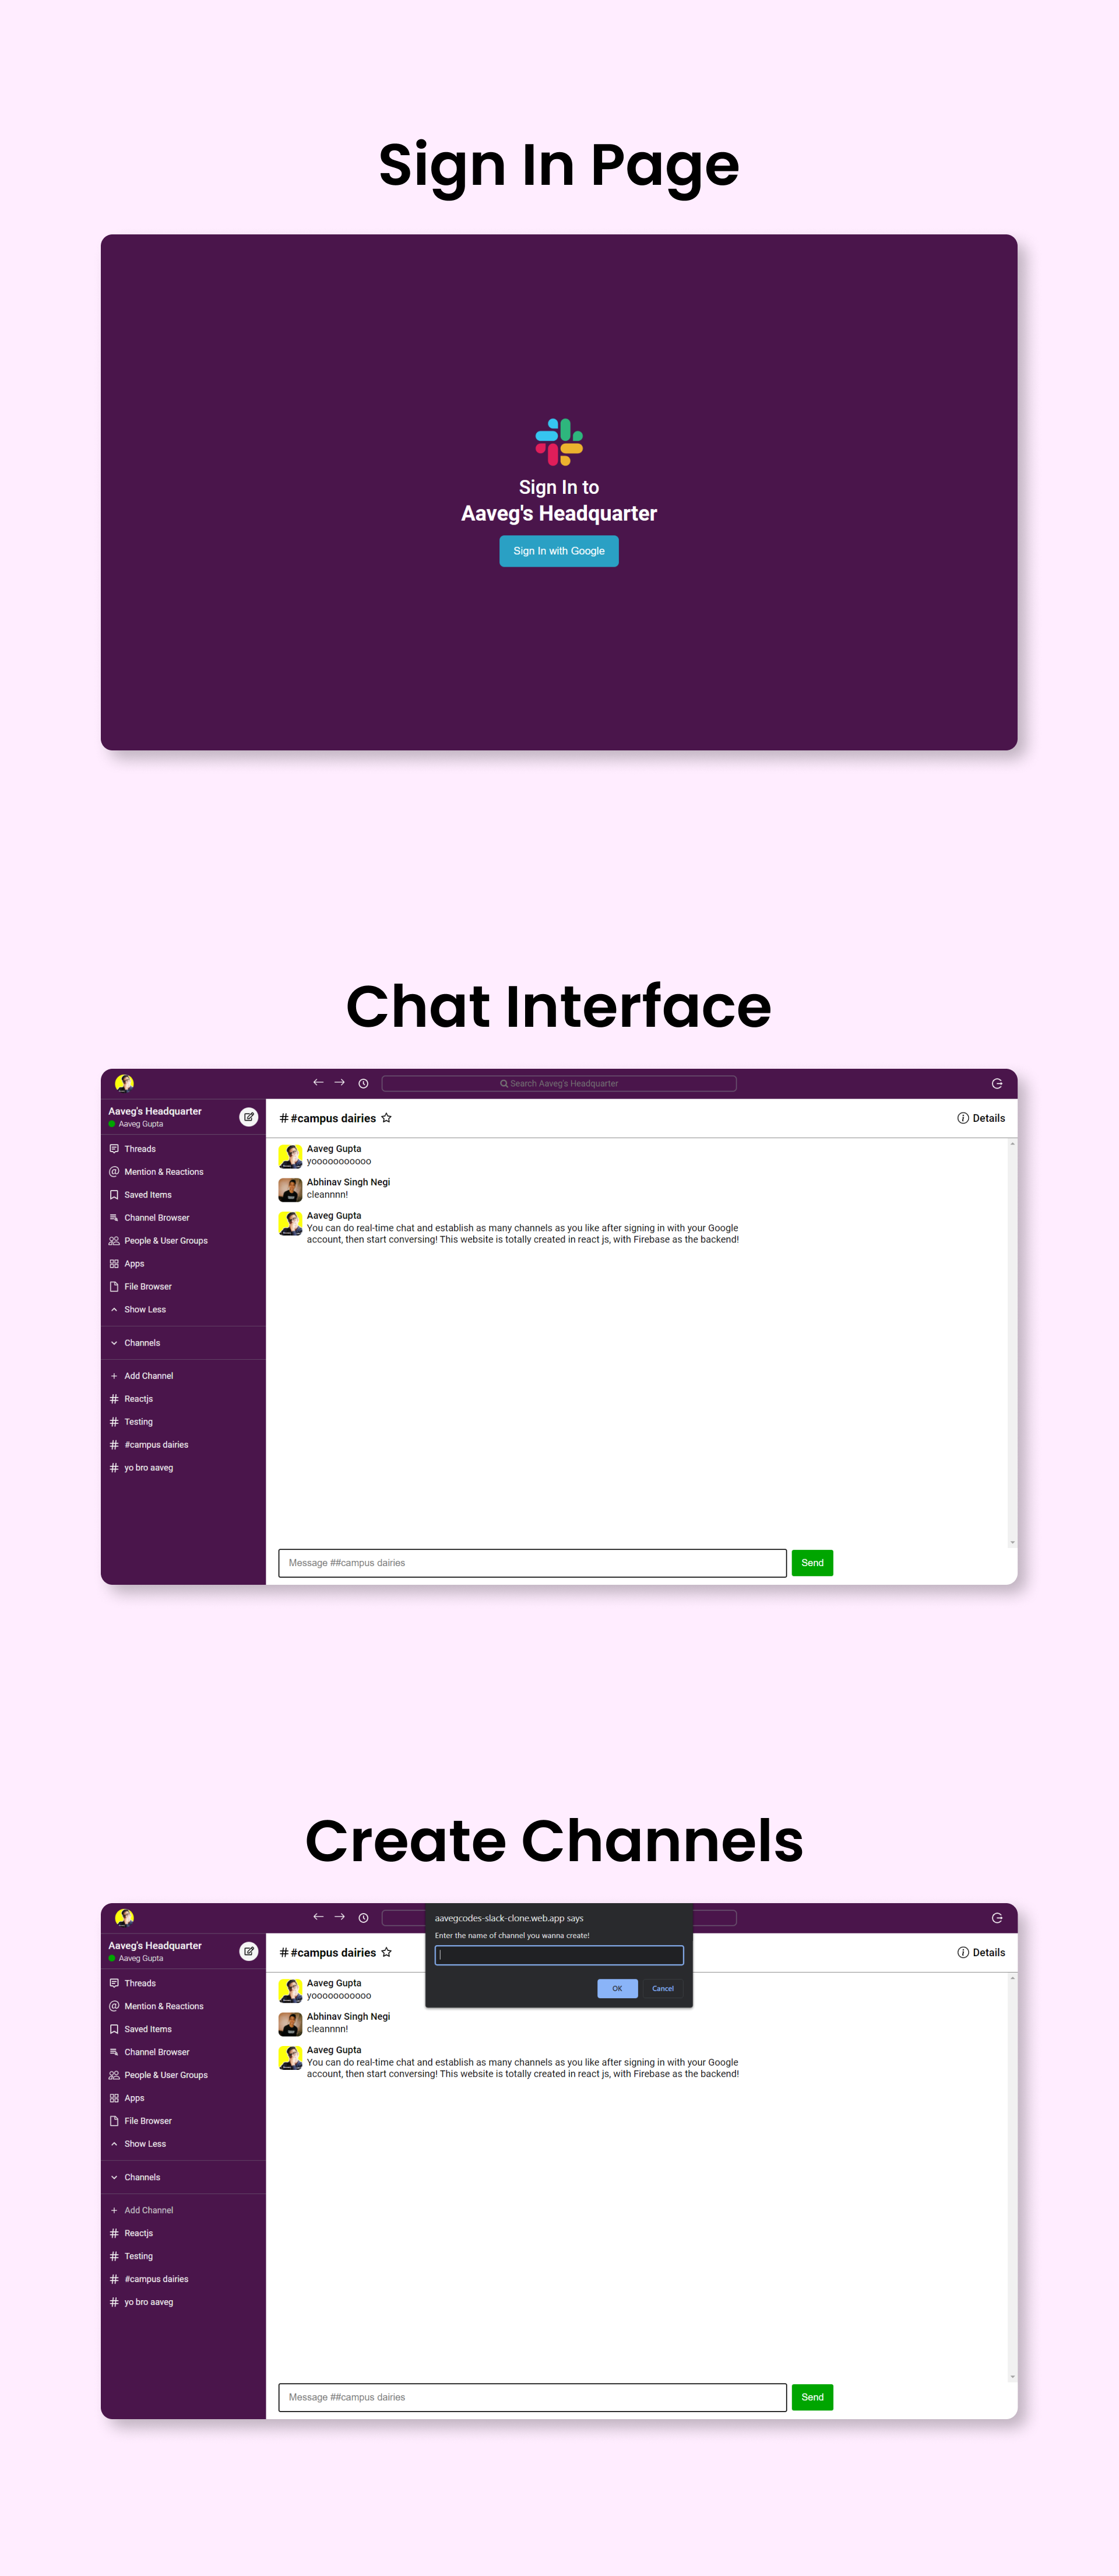 Sign In Page
Sign In to
Aaveg's Headquarter
Sign In with Google
Chat Interface
Search Aaveg's Headquarter
Aaveg's Headquarter
Aaveg Gupta
Threads
Mention & Reactions
Saved Items
Channel Browser
People & User Groups
Apps
File Browser
Show Less
Channels
Add Channel
Reactjs
Testing
#campus dairies
yo bro aaveg
##campus dairies
Details
Aaveg Gupta
yooooooooooo
Abhinav Singh Negi
cleannnn!
Aaveg Gupta
You can do real-time chat and establish as many channels as you like after signing in with your Google
account, then start conversing! This website is totally created in react js, with Firebase as the backend!
Message ##campus dairies
Send
Create Channels
aavegcodes-slack-clone.web.app says
Enter the name of channel you wanna create!
OK
Cancel
Aaveg's Headquarter
Aaveg Gupta
Threads
Mention & Reactions
Saved Items
Channel Browser
People & User Groups
Apps
File Browser
Show Less
Channels
Add Channel
Reactjs
Testing
#campus dairies
yo bro aaveg
##campus dairies
Details
Aaveg Gupta
yooooooooooo
Abhinav Singh Negi
cleannnn!
Aaveg Gupta
You can do real-time chat and establish as many channels as you like after signing in with your Google
account, then start conversing! This website is totally created in react js, with Firebase as the backend!
Message ##campus dairies
Send